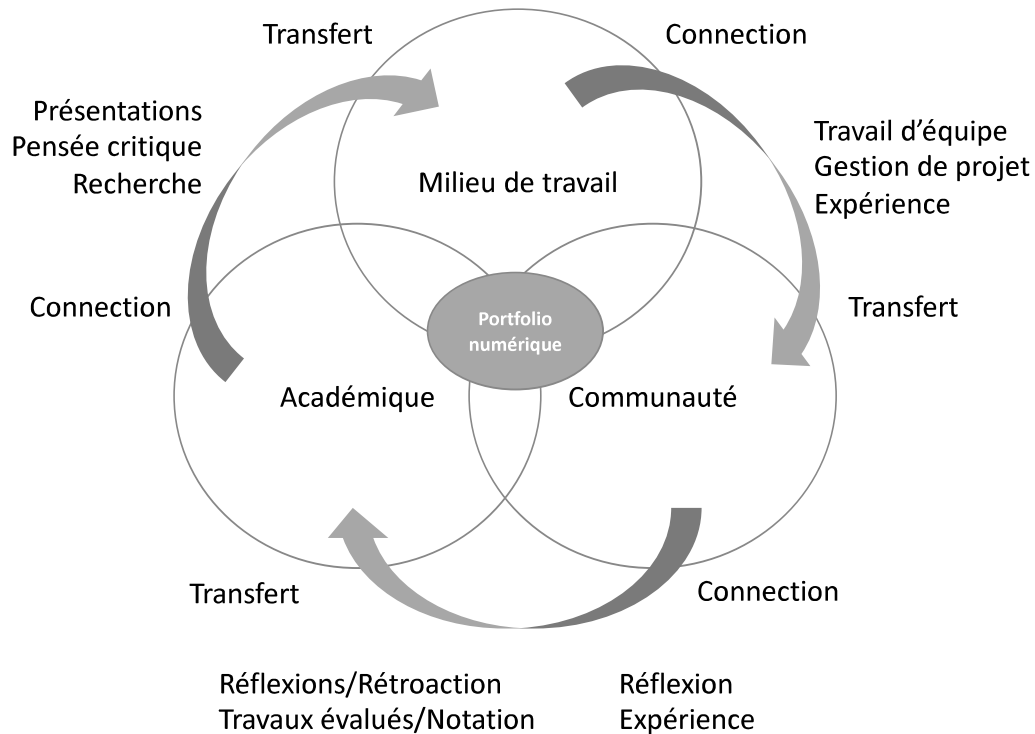 Transfert
Connection
Présentations
Pensée critique
Recherche
Travail d'équipe
Gestion de projet
Expérience
Milieu de travail
Connection
Transfert
Portfolio
numérique
Académique
Communauté
Transfert
Connection
Réflexions/Rétroaction
Travaux évalués/Notation
Réflexion
Expérience